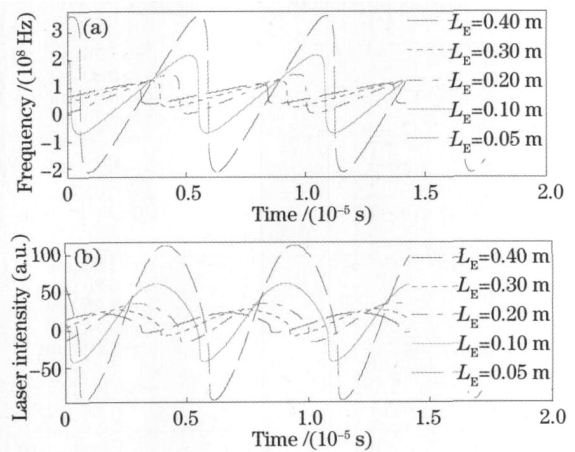 (a)
Frequency /(10⁸ Hz)
3
2
1
0
−1
−2
L_E=0.40 m
L_E=0.30 m
L_E=0.20 m
L_E=0.10 m
L_E=0.05 m
0 0.5 1.0 1.5 2.0
Time /(10⁻⁵ s)
(b)
Laser intensity (a.u.)
100
50
0
−50
L_E=0.40 m
L_E=0.30 m
L_E=0.20 m
L_E=0.10 m
L_E=0.05 m
0 0.5 1.0 1.5 2.0
Time /(10⁻⁵ s)